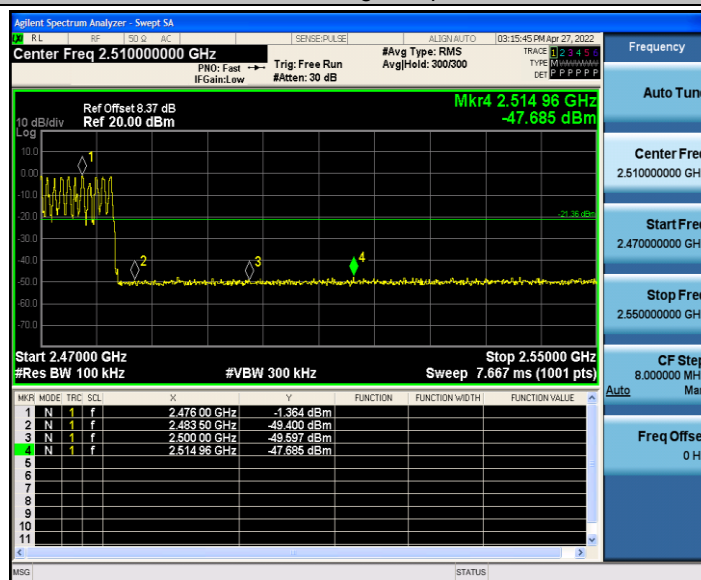 Agilent Spectrum Analyzer - Swept SA
RL RF 50 Ω AC SENSE:PULSE ALIGN AUTO 03:15:45 PM Apr 27, 2022
Center Freq 2.510000000 GHz #Avg Type: RMS TRACE 1 2 3 4 5 6
PNO: Fast Trig: Free Run Avg|Hold: 300/300 TYPE M
IFGain:Low #Atten: 30 dB DET P P P P P P
Ref Offset 8.37 dB Mkr4 2.514 96 GHz
10 dB/div Ref 20.00 dBm -47.685 dBm
Log
10.0
0.00
-10.0
-20.0
-30.0
-40.0
-50.0
-60.0
-70.0
1
2
3
4
-21.36 dBm
Start 2.47000 GHz Stop 2.55000 GHz
#Res BW 100 kHz #VBW 300 kHz Sweep 7.667 ms (1001 pts)
MKR MODE TRC SCL X Y FUNCTION FUNCTION WIDTH FUNCTION VALUE
1 N 1 f 2.476 00 GHz -1.364 dBm
2 N 1 f 2.483 50 GHz -49.400 dBm
3 N 1 f 2.500 00 GHz -49.597 dBm
4 N 1 f 2.514 96 GHz -47.685 dBm
5
6
7
8
9
10
11
MSG STATUS
Frequency
Auto Tun
Center Fre
2.510000000 GH
Start Fre
2.470000000 GH
Stop Fre
2.550000000 GH
CF Step
8.000000 MH
Auto Ma
Freq Offse
0 H